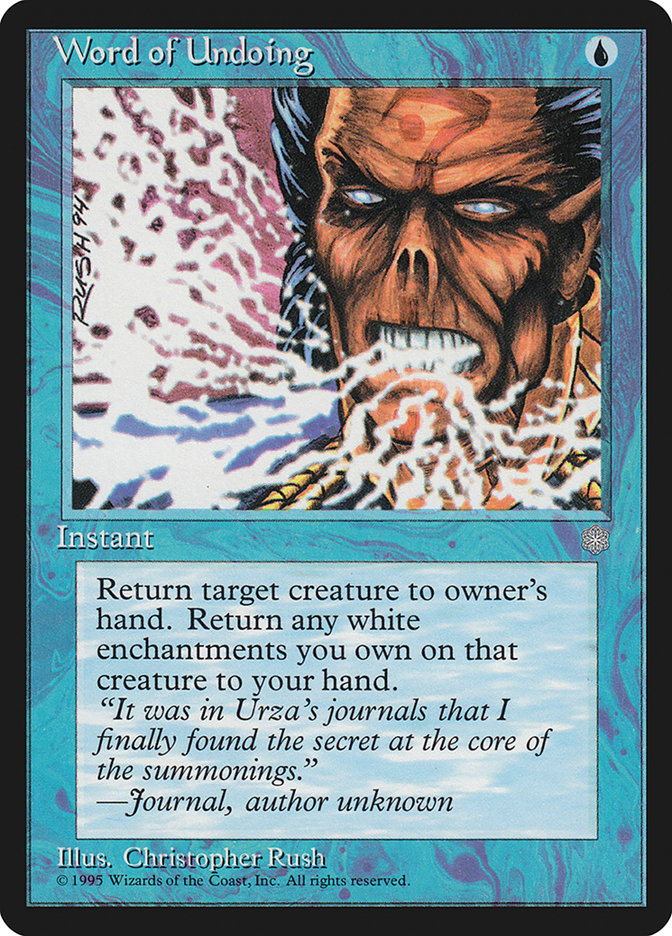 Word of Undoing
RUSH 94
Instant
Return target creature to owner's
hand. Return any white
enchantments you own on that
creature to your hand.
“It was in Urza's journals that I
finally found the secret at the core of
the summonings.”
—Journal, author unknown
Illus. Christopher Rush
© 1995 Wizards of the Coast, Inc. All rights reserved.